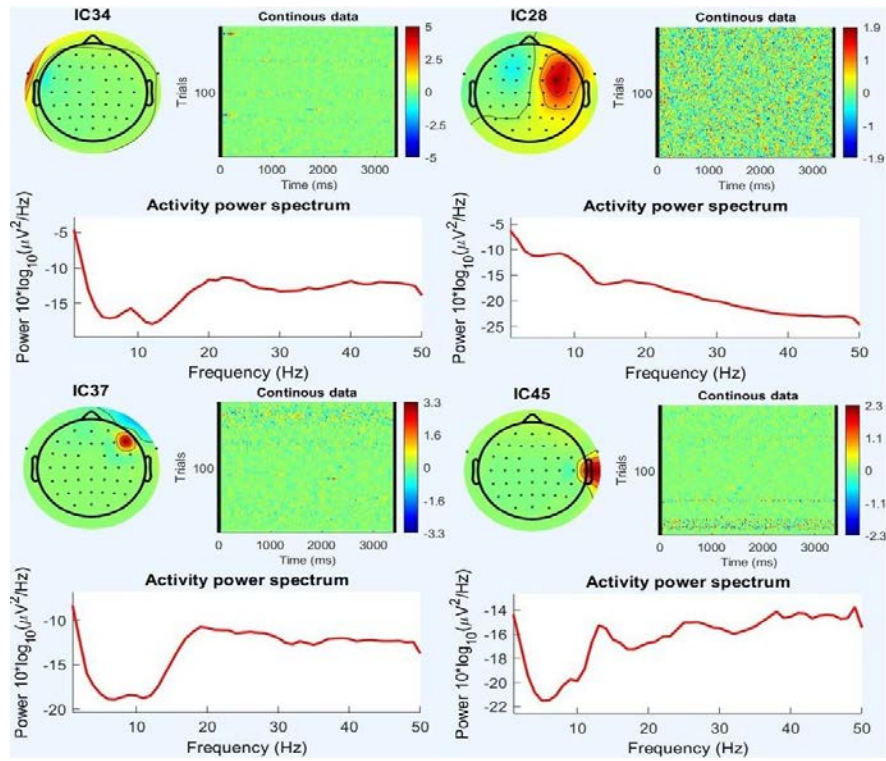 IC34
Continous data
Trials
100
0 1000 2000 3000
Time (ms)
5
2.5
0
-2.5
-5
Activity power spectrum
Power 10*log10(μV2/Hz)
-5
-10
-15
10 20 30 40 50
Frequency (Hz)
IC28
Continous data
Trials
100
0 1000 2000 3000
Time (ms)
1.9
1
0
-1
-1.9
Activity power spectrum
Power 10*log10(μV2/Hz)
-5
-10
-15
-20
-25
10 20 30 40 50
Frequency (Hz)
IC37
Continous data
Trials
100
0 1000 2000 3000
Time (ms)
3.3
1.6
0
-1.6
-3.3
Activity power spectrum
Power 10*log10(μV2/Hz)
-10
-15
-20
10 20 30 40 50
Frequency (Hz)
IC45
Continous data
Trials
100
0 1000 2000 3000
Time (ms)
2.3
1.1
0
-1.1
-2.3
Activity power spectrum
Power 10*log10(μV2/Hz)
-14
-16
-18
-20
-22
10 20 30 40 50
Frequency (Hz)